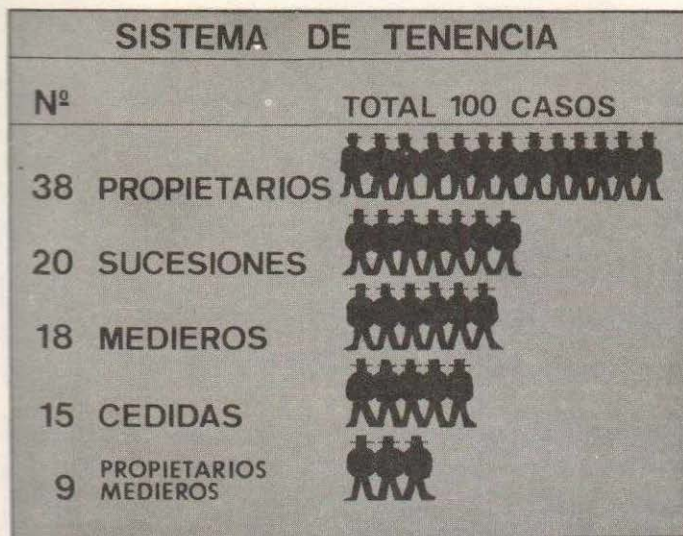 SISTEMA DE TENENCIA
Nº TOTAL 100 CASOS
38 PROPIETARIOS
20 SUCESIONES
18 MEDIEROS
15 CEDIDAS
9 PROPIETARIOS
MEDIEROS